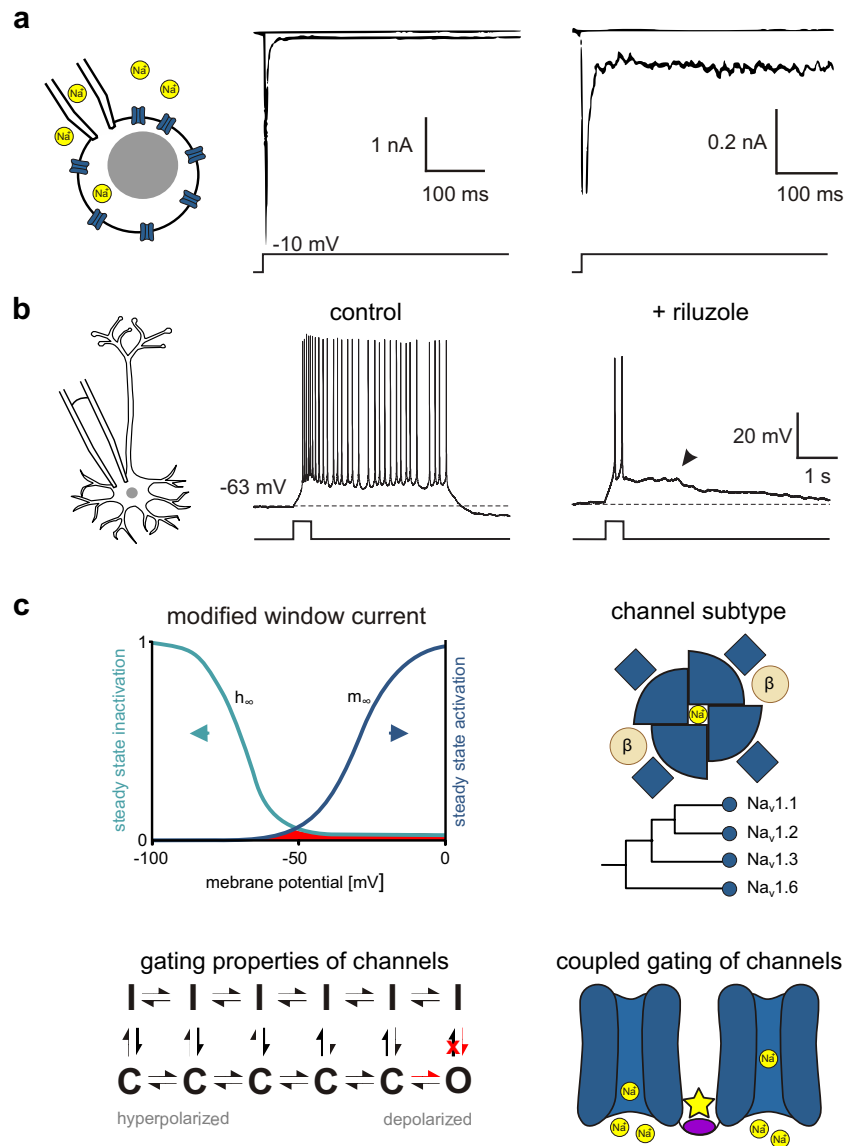 a
Na+
Na+
Na+
Na+
Na+
Na+
1 nA
100 ms
-10 mV
0.2 nA
100 ms
b
control
+ riluzole
-63 mV
20 mV
1 s
c
modified window current
channel subtype
steady state inactivation
1
0
h∞
m∞
steady state activation
-100
-50
0
mebrane potential [mV]
β
Na+
β
Nav1.1
Nav1.2
Nav1.3
Nav1.6
gating properties of channels
I I I I I I
C C C C C O
hyperpolarized
depolarized
coupled gating of channels
Na+
Na+
Na+
Na+
Na+
Na+